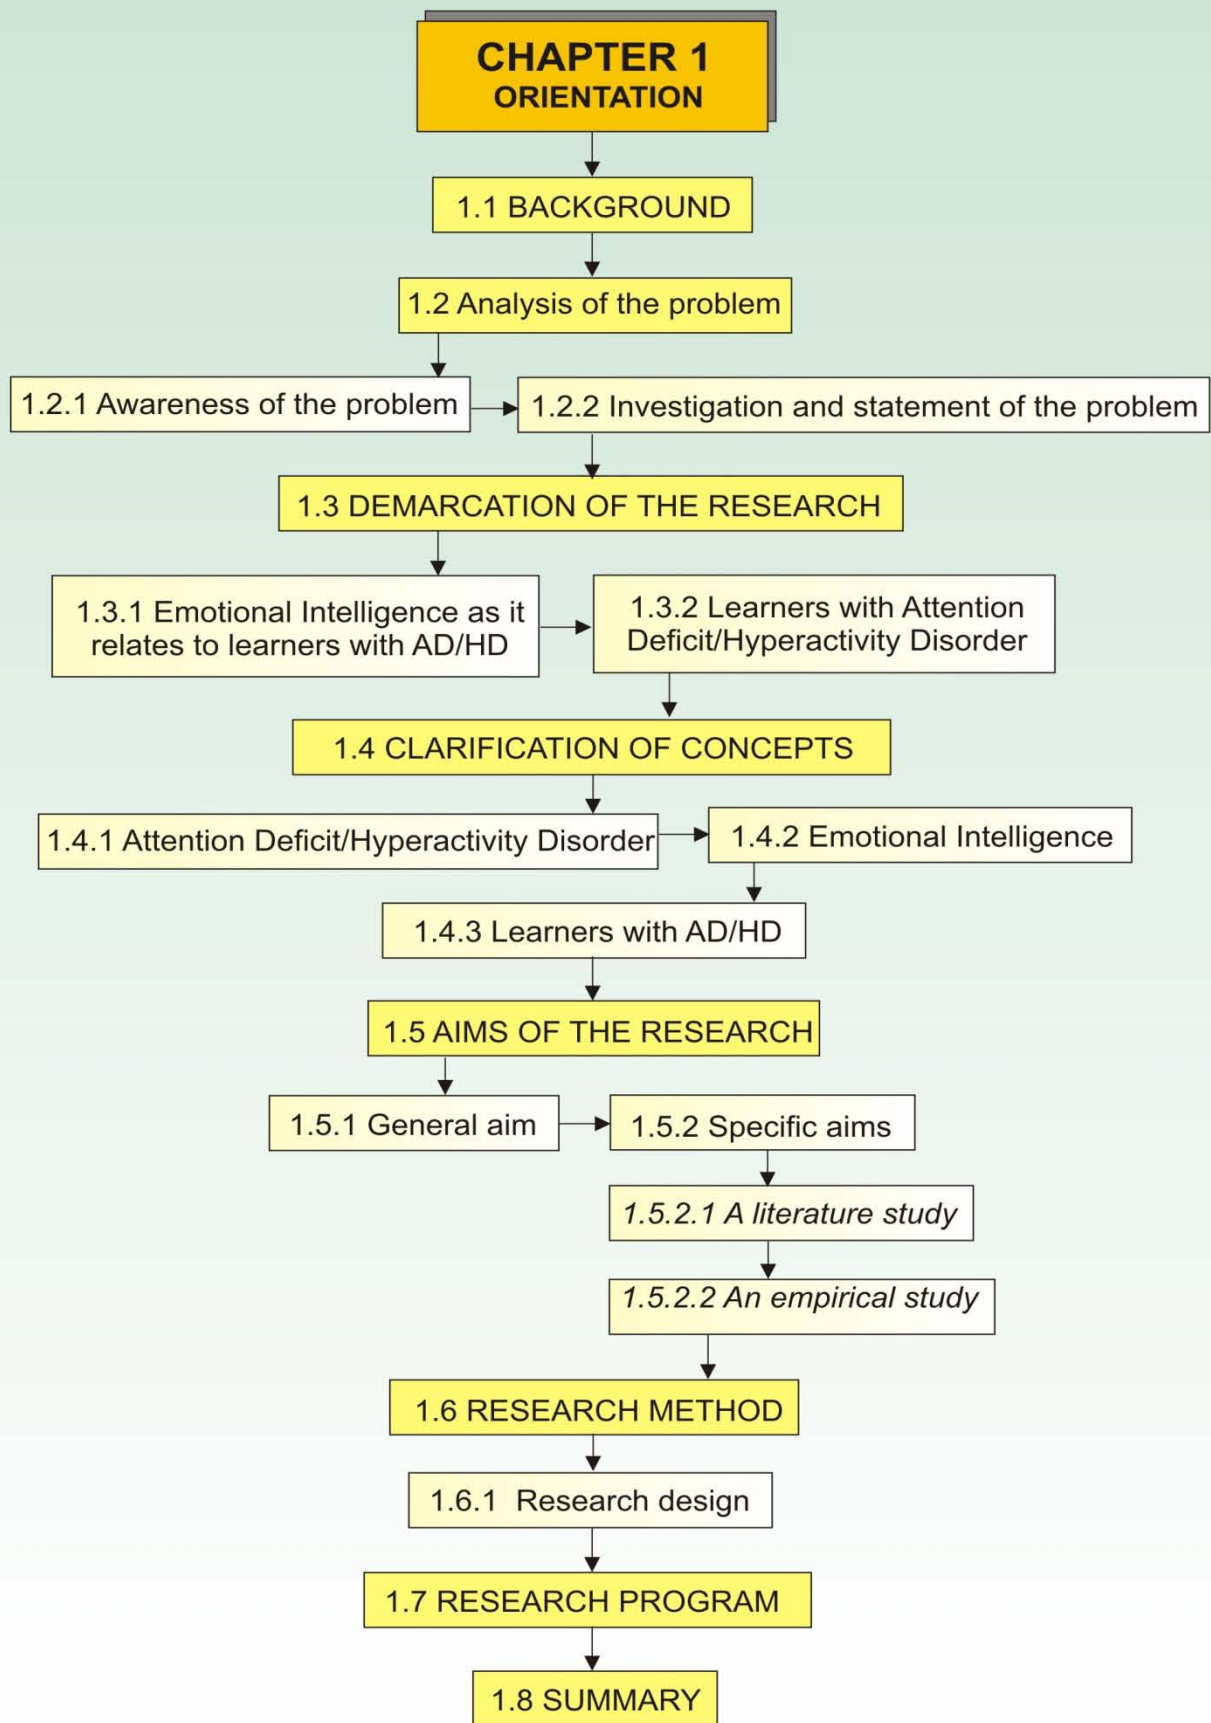 CHAPTER 1
ORIENTATION
1.1 BACKGROUND
1.2 Analysis of the problem
1.2.1 Awareness of the problem
1.2.2 Investigation and statement of the problem
1.3 DEMARCATION OF THE RESEARCH
1.3.1 Emotional Intelligence as it
relates to learners with AD/HD
1.3.2 Learners with Attention
Deficit/Hyperactivity Disorder
1.4 CLARIFICATION OF CONCEPTS
1.4.1 Attention Deficit/Hyperactivity Disorder
1.4.2 Emotional Intelligence
1.4.3 Learners with AD/HD
1.5 AIMS OF THE RESEARCH
1.5.1 General aim
1.5.2 Specific aims
1.5.2.1 A literature study
1.5.2.2 An empirical study
1.6 RESEARCH METHOD
1.6.1 Research design
1.7 RESEARCH PROGRAM
1.8 SUMMARY